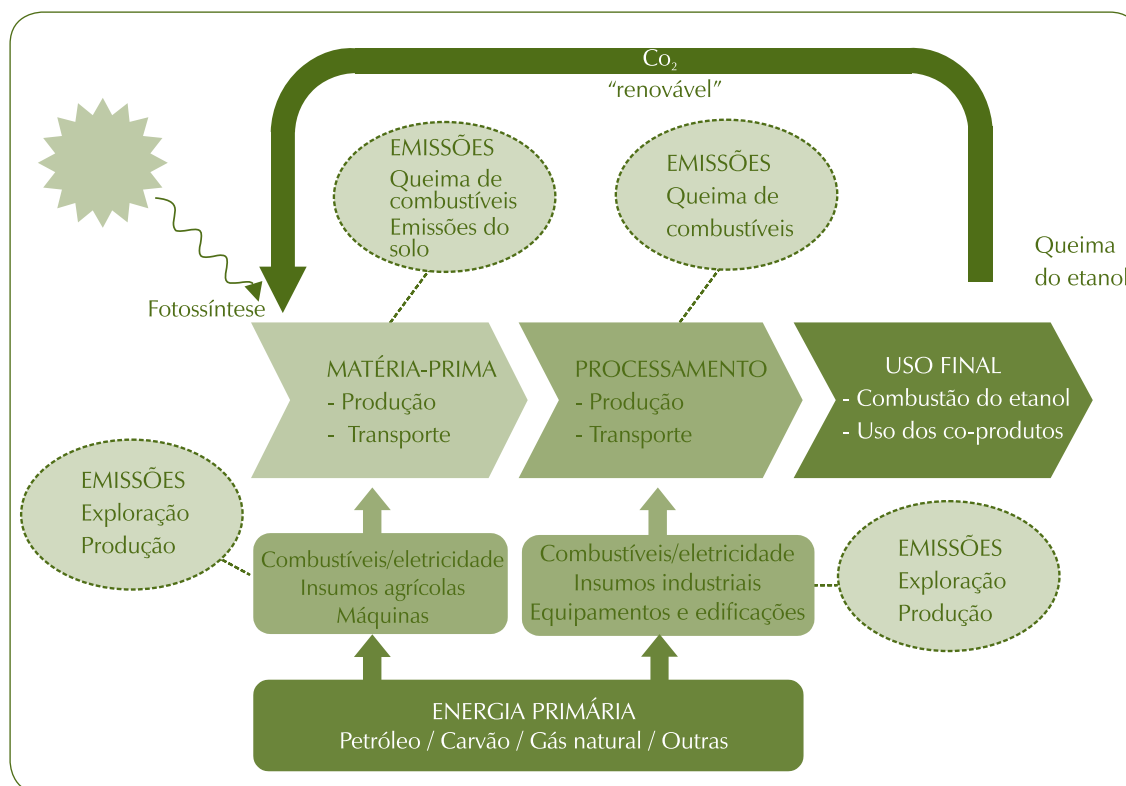 Co₂
“renovável”
EMISSÕES
Queima de
combustíveis
Emissões do
solo
EMISSÕES
Queima de
combustíveis
Queima
do etanol
Fotossíntese
MATÉRIA-PRIMA
- Produção
- Transporte
PROCESSAMENTO
- Produção
- Transporte
USO FINAL
- Combustão do etanol
- Uso dos co-produtos
EMISSÕES
Exploração
Produção
Combustíveis/eletricidade
Insumos agrícolas
Máquinas
Combustíveis/eletricidade
Insumos industriais
Equipamentos e edificações
EMISSÕES
Exploração
Produção
ENERGIA PRIMÁRIA
Petróleo / Carvão / Gás natural / Outras